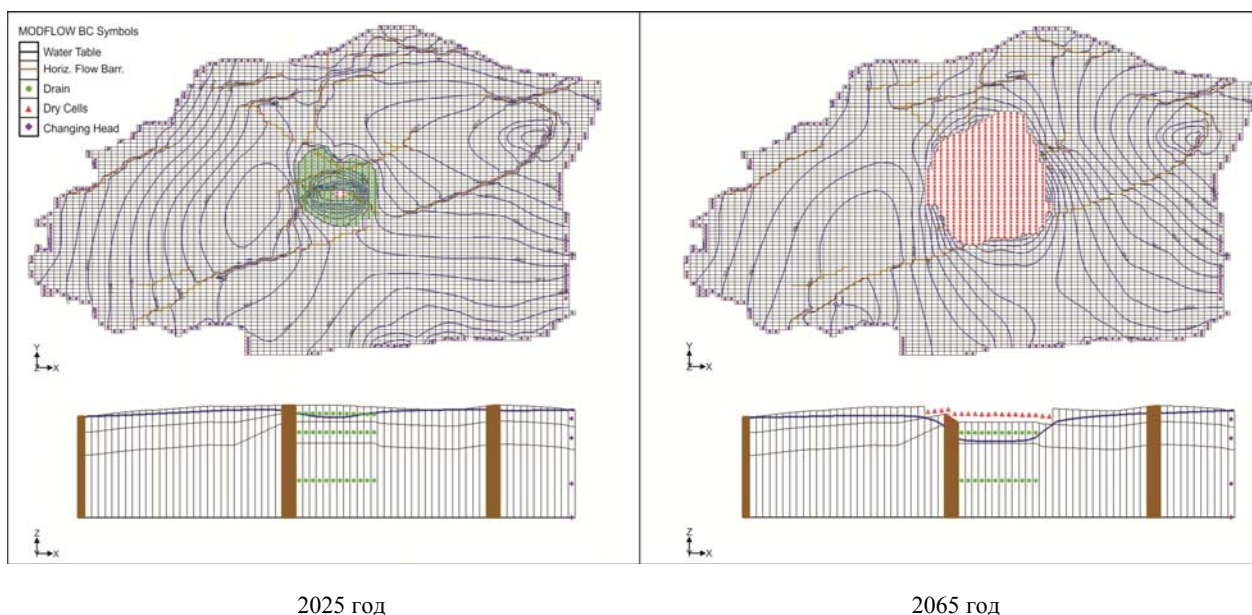 MODFLOW BC Symbols
Water Table
Horiz. Flow Barr.
Drain
Dry Cells
Changing Head
Y
Z X
Y
Z X
Z
Y X
Z
Y X
2025 год
2065 год